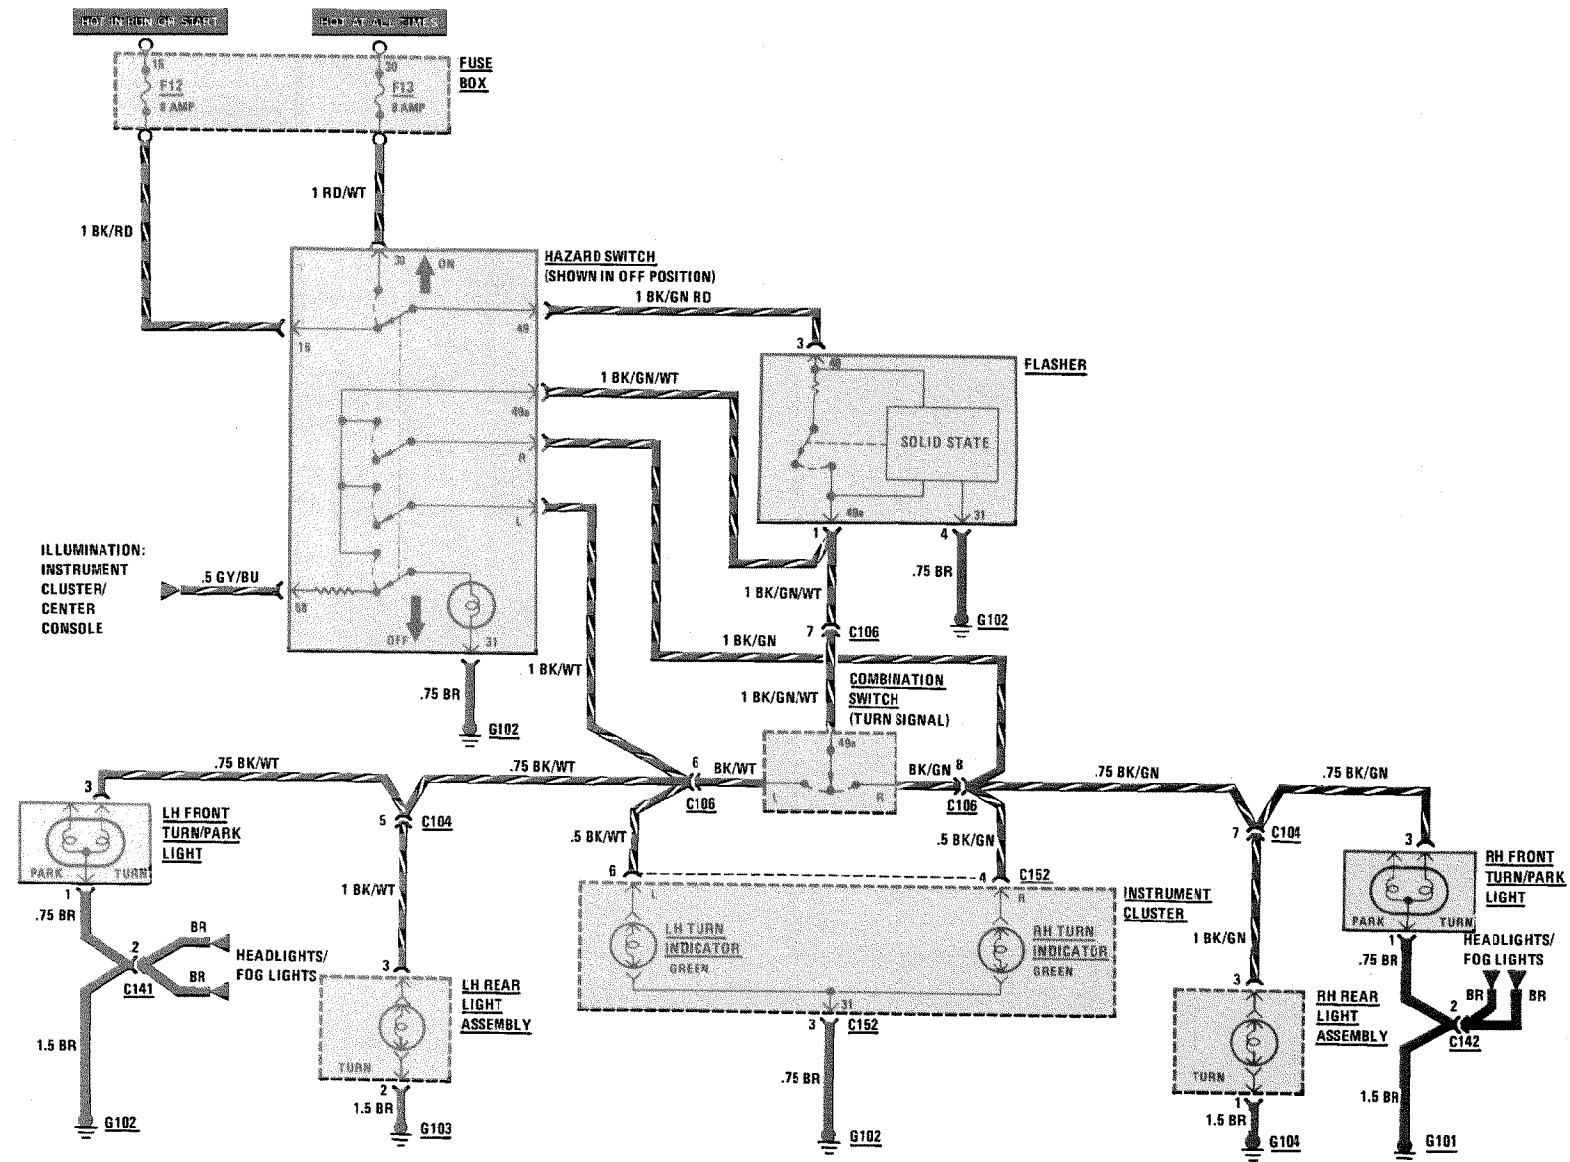 HOT IN RUN OR START
HOT AT ALL TIMES
FUSE
BOX
15
F12
8 AMP
30
F13
8 AMP
1 RD/WT
1 BK/RD
HAZARD SWITCH
(SHOWN IN OFF POSITION)
30
ON
1 BK/GN RD
49
15
3
49
FLASHER
1 BK/GN/WT
49a
R
SOLID STATE
L
49a
31
1
4
.75 BR
G102
ILLUMINATION:
INSTRUMENT
CLUSTER/
CENTER
CONSOLE
.5 GY/BU
58
OFF
31
1 BK/GN/WT
7
C106
1 BK/GN
1 BK/WT
.75 BR
G102
1 BK/GN/WT
COMBINATION
SWITCH
(TURN SIGNAL)
49a
L
R
.75 BK/WT
.75 BK/WT
6
BK/WT
C106
BK/GN
8
C106
.75 BK/GN
.75 BK/GN
3
LH FRONT
TURN/PARK
LIGHT
PARK
TURN
5
C104
.5 BK/WT
.5 BK/GN
7
C104
3
RH FRONT
TURN/PARK
LIGHT
PARK
TURN
1
.75 BR
1 BK/WT
6
4
C152
INSTRUMENT
CLUSTER
L
R
LH TURN
INDICATOR
GREEN
RH TURN
INDICATOR
GREEN
31
3
C152
.75 BR
G102
BR
BR
2
C141
HEADLIGHTS/
FOG LIGHTS
1.5 BR
G102
3
LH REAR
LIGHT
ASSEMBLY
TURN
2
1.5 BR
G103
1 BK/GN
3
RH REAR
LIGHT
ASSEMBLY
TURN
1
1.5 BR
G104
1
.75 BR
HEADLIGHTS/
FOG LIGHTS
BR
BR
2
C142
1.5 BR
G101